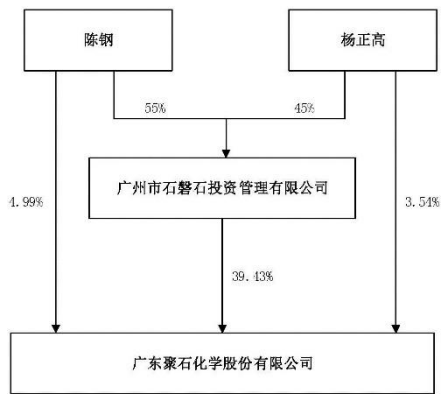 陈钢
杨正高
55%
45%
广州市石磐石投资管理有限公司
4.99%
3.54%
39.43%
广东聚石化学股份有限公司